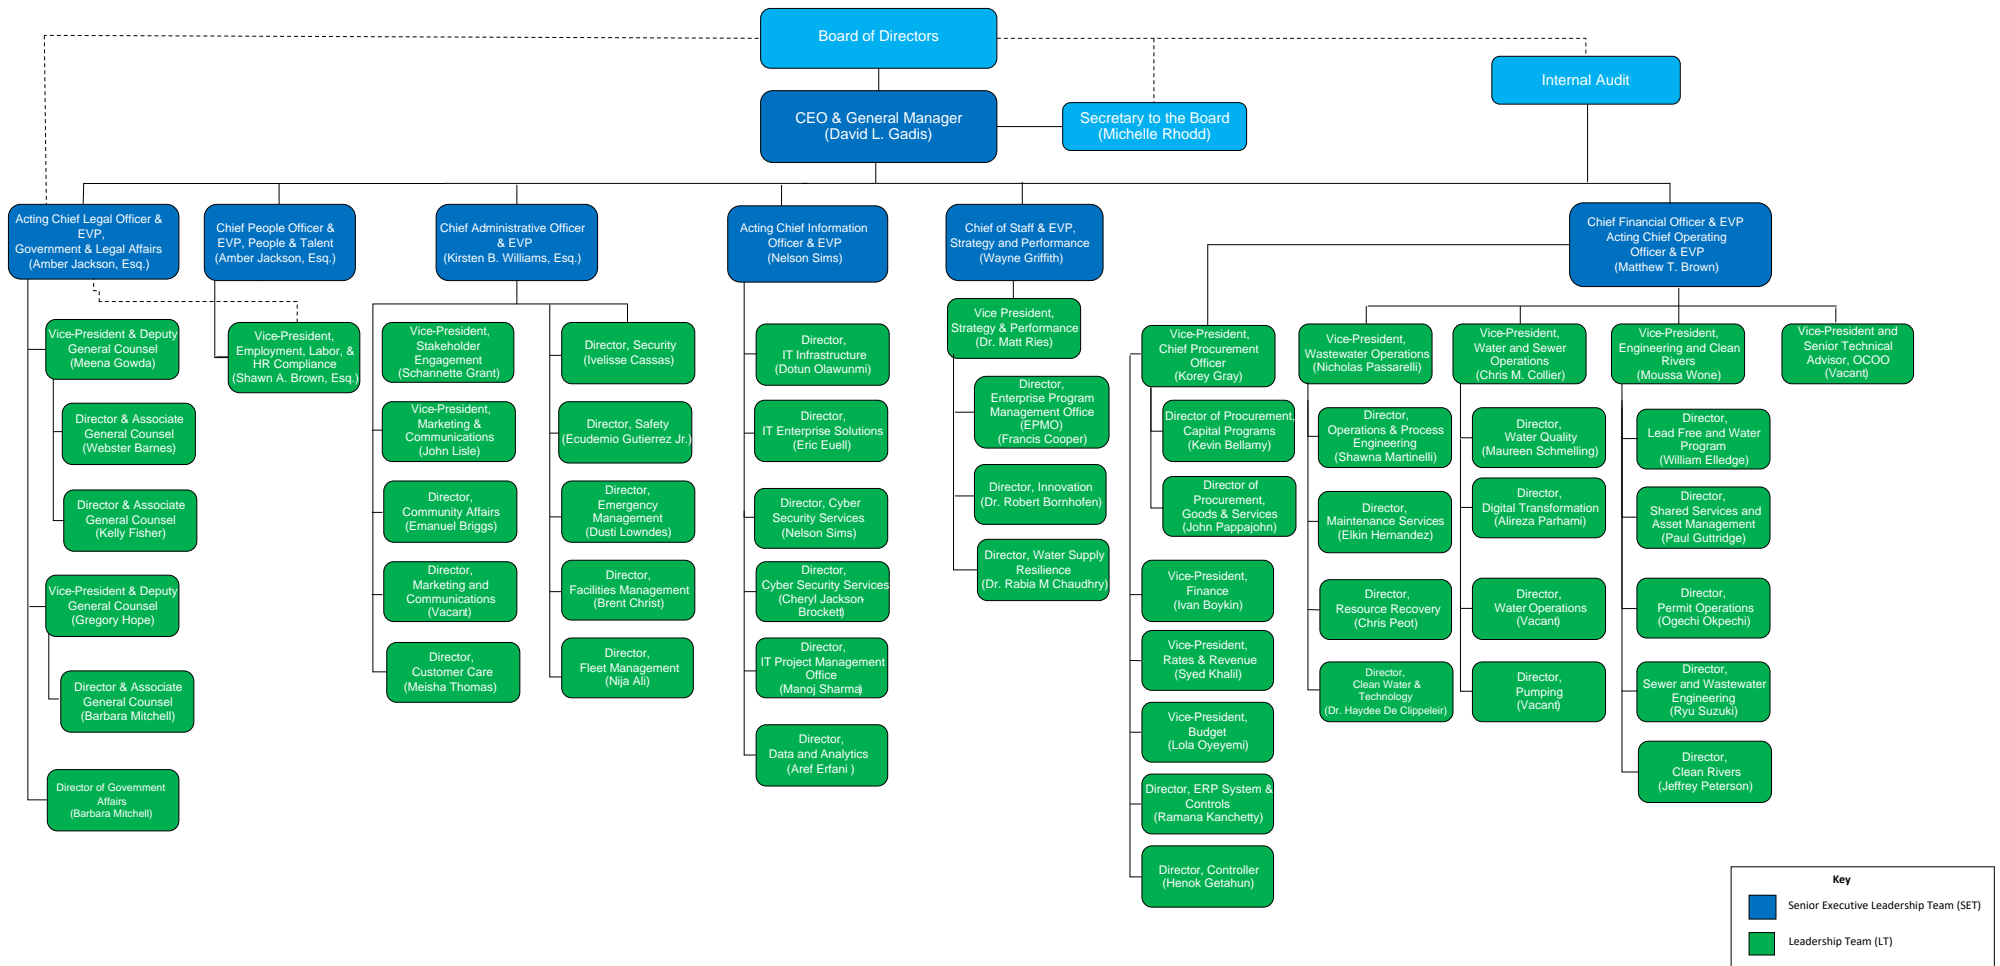 Board of Directors
Internal Audit
CEO & General Manager
(David L. Gadis)
Secretary to the Board
(Michelle Rhodd)
Acting Chief Legal Officer &
EVP,
Government & Legal Affairs
(Amber Jackson, Esq.)
Chief People Officer &
EVP, People & Talent
(Amber Jackson, Esq.)
Chief Administrative Officer
& EVP
(Kirsten B. Williams, Esq.)
Acting Chief Information
Officer & EVP
(Nelson Sims)
Chief of Staff & EVP,
Strategy and Performance
(Wayne Griffith)
Chief Financial Officer & EVP
Acting Chief Operating
Officer & EVP
(Matthew T. Brown)
Vice-President & Deputy
General Counsel
(Meena Gowda)
Director & Associate
General Counsel
(Webster Barnes)
Director & Associate
General Counsel
(Kelly Fisher)
Vice-President & Deputy
General Counsel
(Gregory Hope)
Director & Associate
General Counsel
(Barbara Mitchell)
Director of Government
Affairs
(Barbara Mitchell)
Vice-President,
Employment, Labor, &
HR Compliance
(Shawn A. Brown, Esq.)
Vice-President,
Stakeholder
Engagement
(Schannette Grant)
Vice-President,
Marketing &
Communications
(John Lisle)
Director,
Community Affairs
(Emanuel Briggs)
Director,
Marketing and
Communications
(Vacant)
Director,
Customer Care
(Meisha Thomas)
Director, Security
(Ivelisse Cassas)
Director, Safety
(Ecudemio Gutierrez Jr.)
Director,
Emergency
Management
(Dusti Lowndes)
Director,
Facilities Management
(Brent Christ)
Director,
Fleet Management
(Nija Ali)
Director,
IT Infrastructure
(Dotun Olawunmi)
Director,
IT Enterprise Solutions
(Eric Euell)
Director, Cyber
Security Services
(Nelson Sims)
Director,
Cyber Security Services
(Cheryl Jackson-
Brockett)
Director,
IT Project Management
Office
(Manoj Sharma)
Director,
Data and Analytics
(Aref Erfani )
Vice President,
Strategy & Performance
(Dr. Matt Ries)
Director,
Enterprise Program
Management Office
(EPMO)
(Francis Cooper)
Director, Innovation
(Dr. Robert Bornhofen)
Director, Water Supply
Resilience
(Dr. Rabia M Chaudhry)
Vice-President,
Chief Procurement
Officer
(Korey Gray)
Director of Procurement,
Capital Programs
(Kevin Bellamy)
Director of
Procurement,
Goods & Services
(John Pappajohn)
Vice-President,
Finance
(Ivan Boykin)
Vice-President,
Rates & Revenue
(Syed Khalil)
Vice-President,
Budget
(Lola Oyeyemi)
Director, ERP System &
Controls
(Ramana Kanchetty)
Director, Controller
(Henok Getahun)
Vice-President,
Wastewater Operations
(Nicholas Passarelli)
Director,
Operations & Process
Engineering
(Shawna Martinelli)
Director,
Maintenance Services
(Elkin Hernandez)
Director,
Resource Recovery
(Chris Peot)
Director,
Clean Water &
Technology
(Dr. Haydee De Clippeleir)
Vice-President,
Water and Sewer
Operations
(Chris M. Collier)
Director,
Water Quality
(Maureen Schmelling)
Director,
Digital Transformation
(Alireza Parhami)
Director,
Water Operations
(Vacant)
Director,
Pumping
(Vacant)
Vice-President,
Engineering and Clean
Rivers
(Moussa Wone)
Director,
Lead Free and Water
Program
(William Elledge)
Director,
Shared Services and
Asset Management
(Paul Guttridge)
Director,
Permit Operations
(Ogechi Okpechi)
Director,
Sewer and Wastewater
Engineering
(Ryu Suzuki)
Director,
Clean Rivers
(Jeffrey Peterson)
Vice-President and
Senior Technical
Advisor, OCOO
(Vacant)
Key
Senior Executive Leadership Team (SET)
Leadership Team (LT)